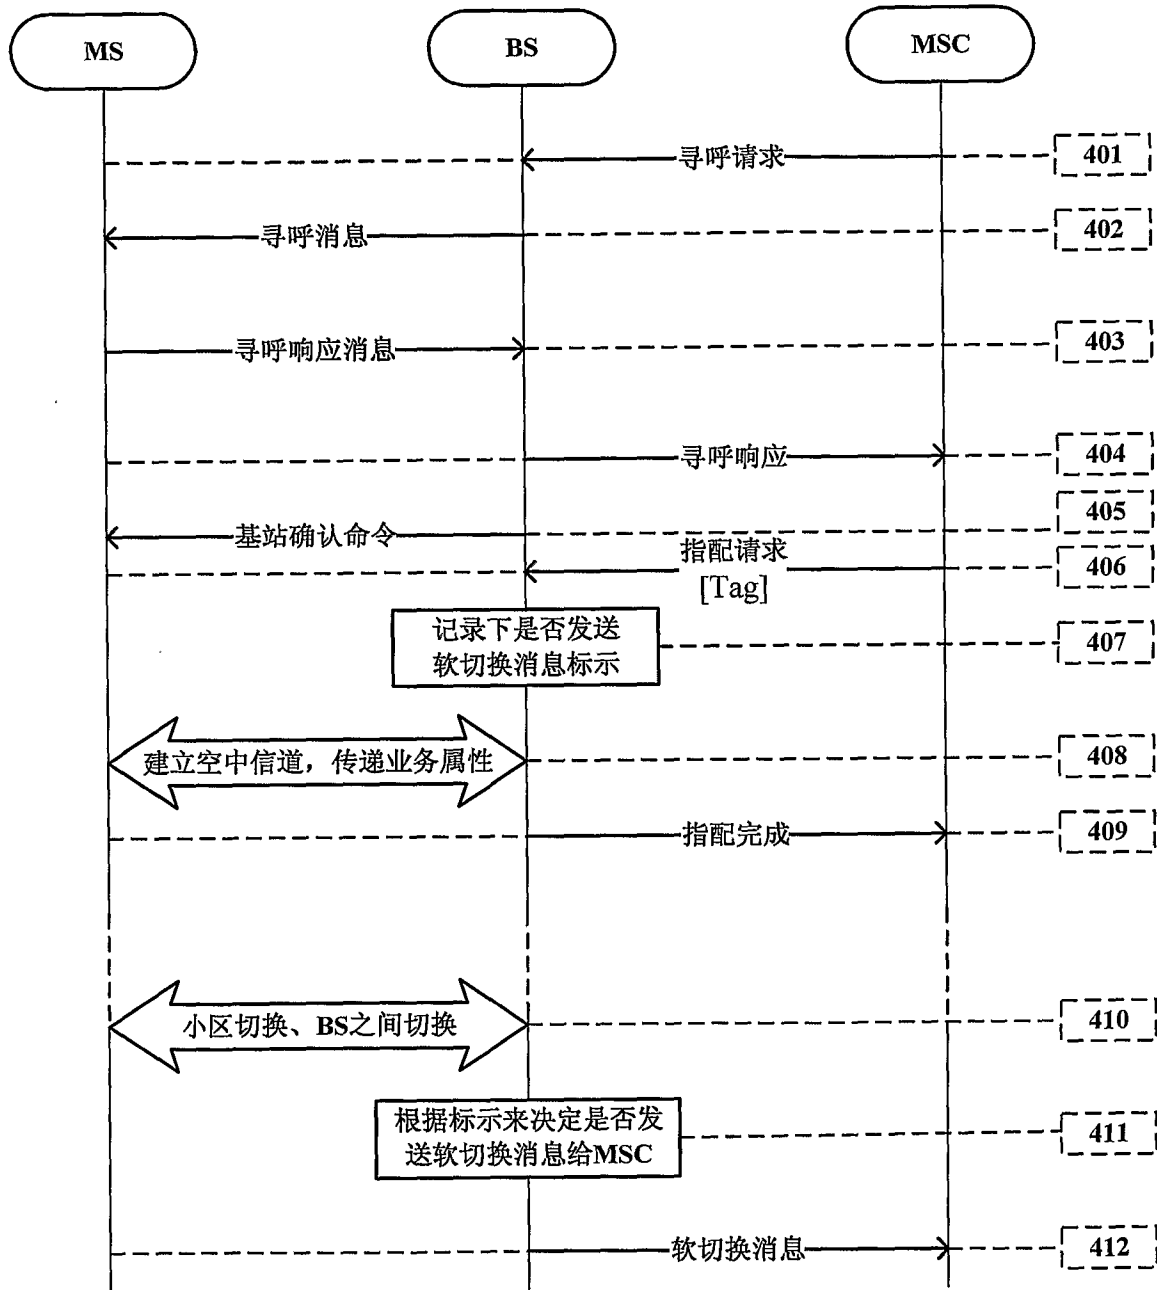 MS
BS
MSC
寻呼请求
401
寻呼消息
402
寻呼响应消息
403
寻呼响应
404
405
基站确认命令
指配请求
[Tag]
406
记录下是否发送
软切换消息标示
407
建立空中信道，传递业务属性
408
指配完成
409
小区切换、BS之间切换
410
根据标示来决定是否发
送软切换消息给MSC
411
软切换消息
412